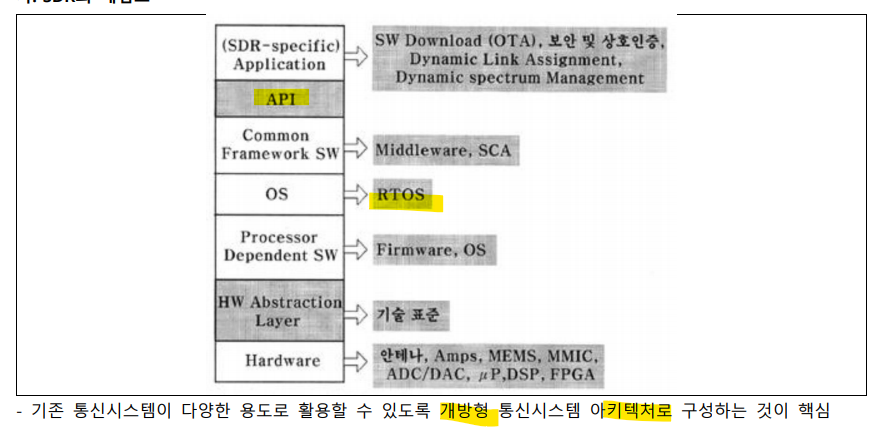 (SDR-specific)
Application
SW Download (OTA), 보안 및 상호인증,
Dynamic Link Assignment,
Dynamic spectrum Management
API
Common
Framework SW
Middleware, SCA
OS
RTOS
Processor
Dependent SW
Firmware, OS
HW Abstraction
Layer
기술 표준
Hardware
안테나, Amps, MEMS, MMIC,
ADC/DAC, μP,DSP, FPGA
- 기존 통신시스템이 다양한 용도로 활용할 수 있도록 개방형 통신시스템 아키텍처로 구성하는 것이 핵심